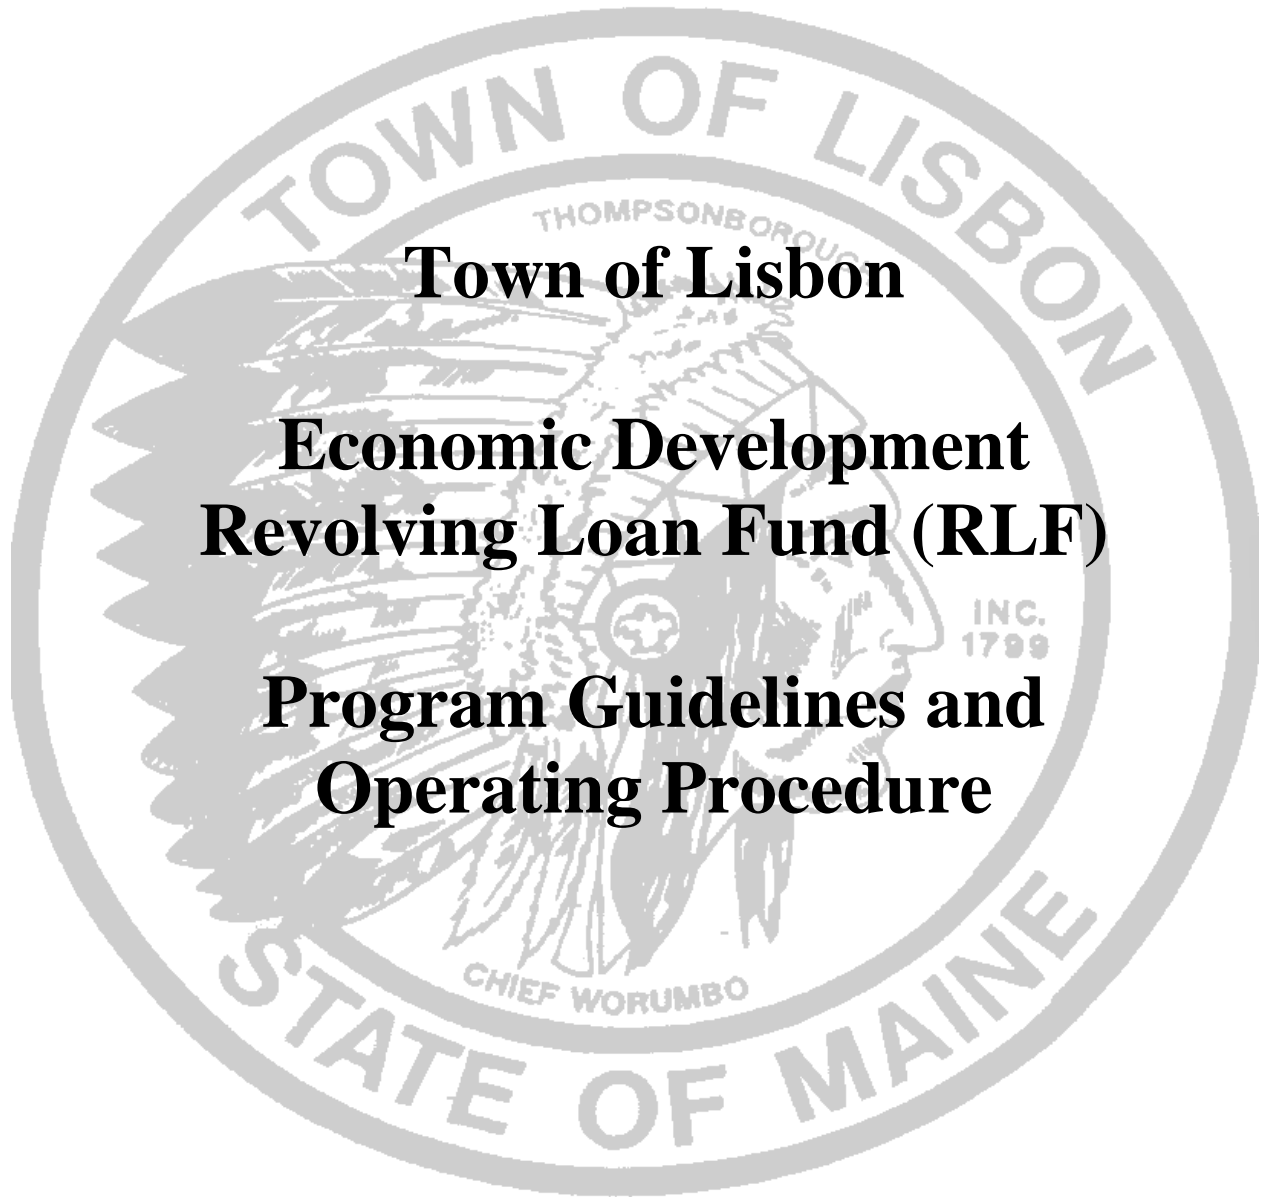 TOWN OF LISBON
THOMPSONBOROUGH
Town of Lisbon
Economic Development
Revolving Loan Fund (RLF)
INC.
1799
Program Guidelines and
Operating Procedure
CHIEF WORUMBO
STATE OF MAINE